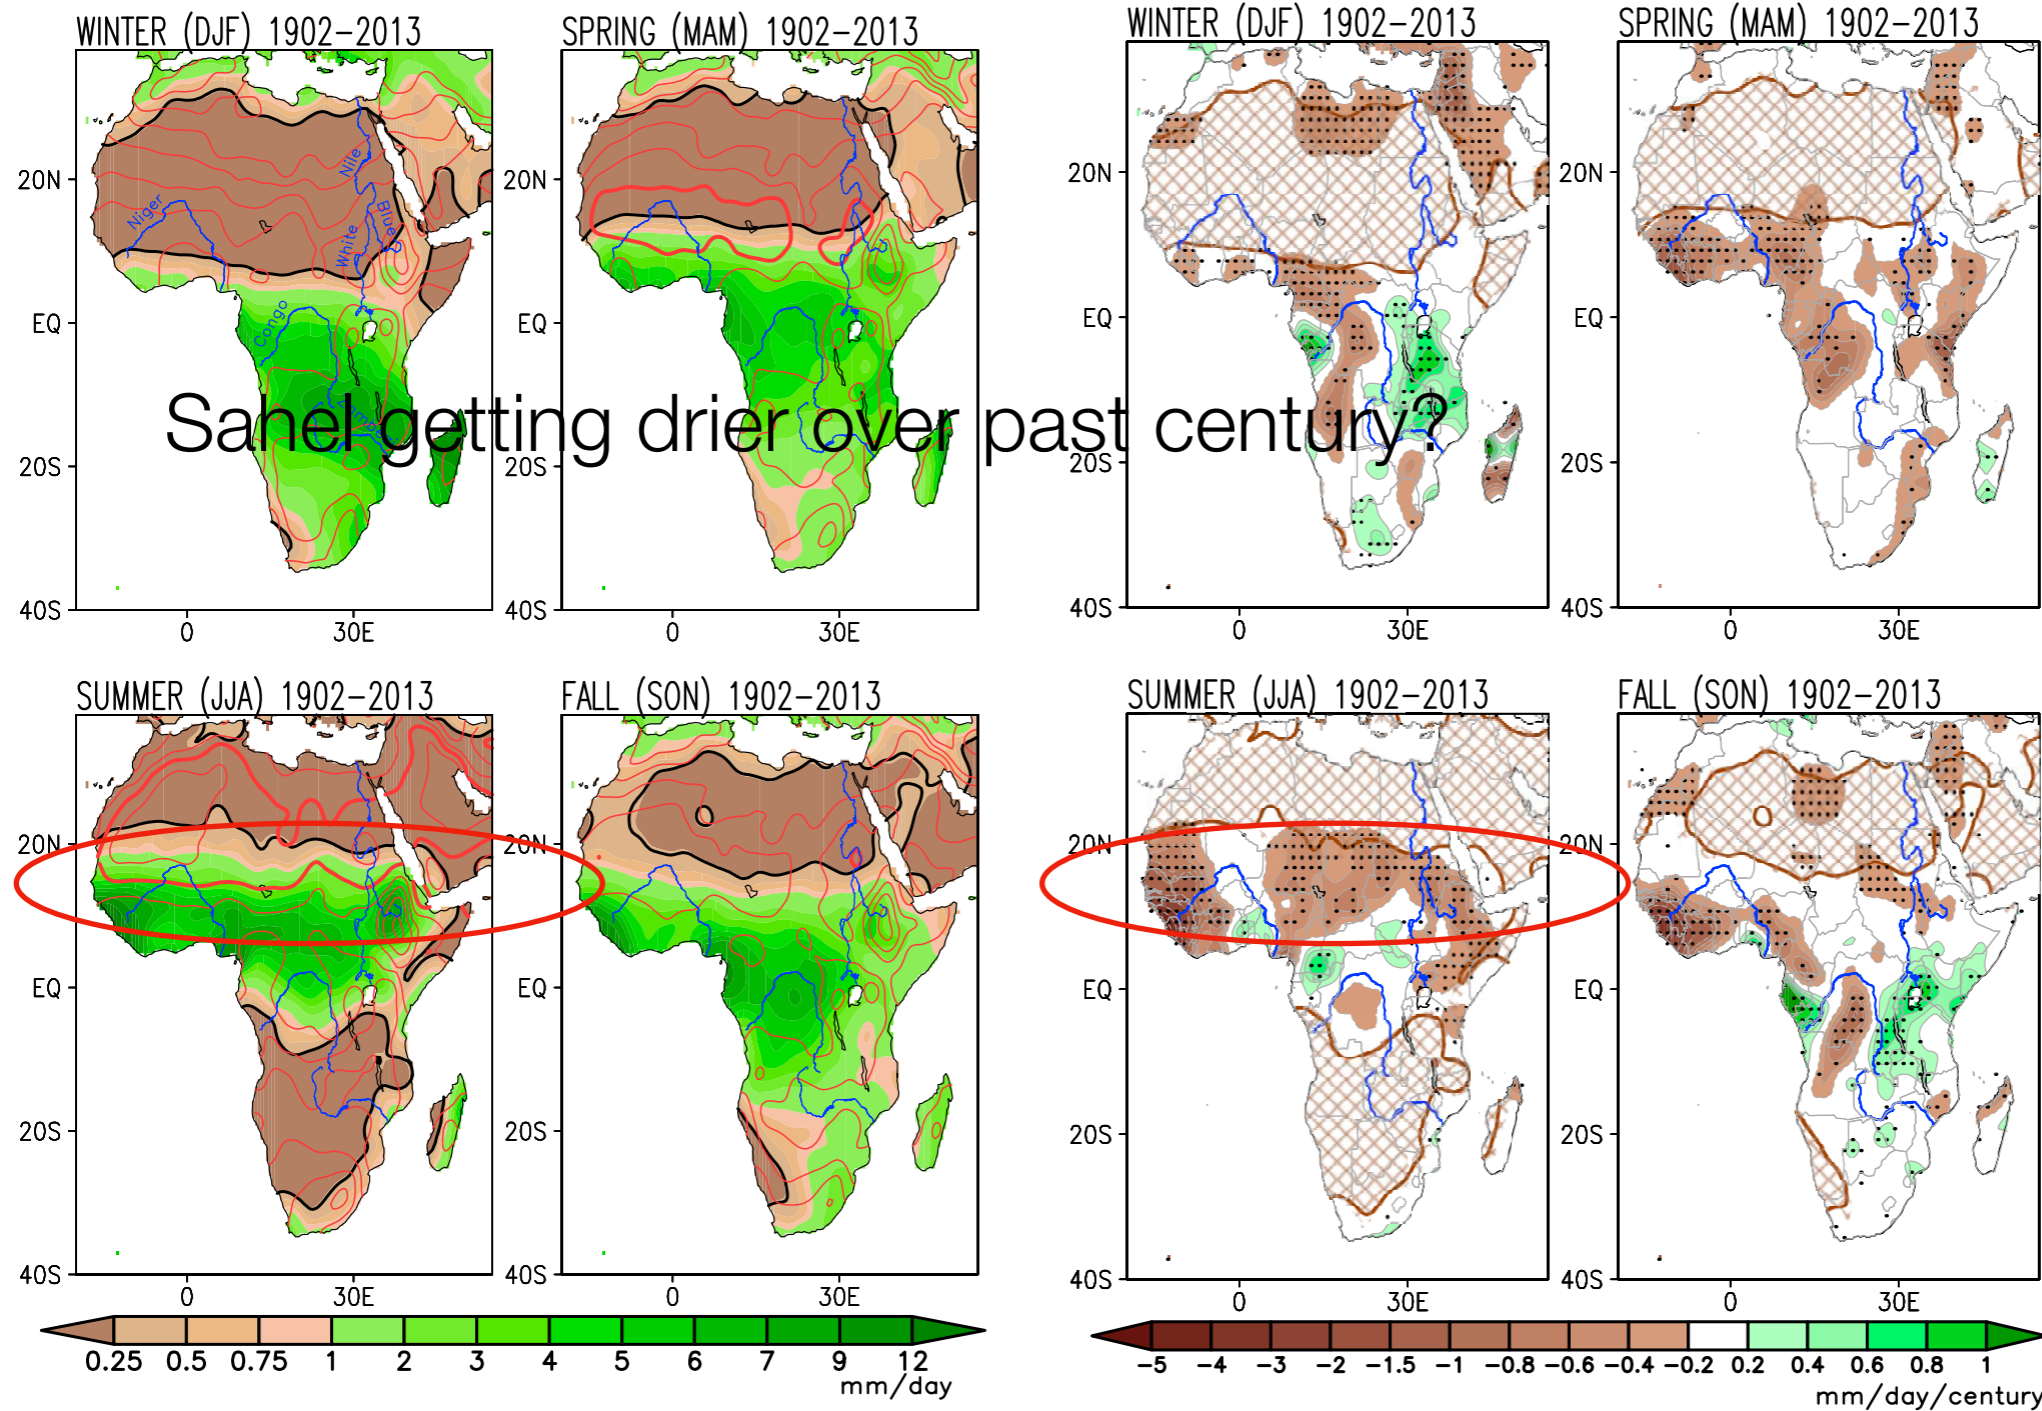 WINTER (DJF) 1902-2013
SPRING (MAM) 1902-2013
WINTER (DJF) 1902-2013
SPRING (MAM) 1902-2013
20N
EQ
20S
40S
0
30E
Niger
Nile
White
Blue
Congo
20N
EQ
20S
40S
0
30E
20N
EQ
20S
40S
0
30E
0
30E
Sahel getting drier over past century?
SUMMER (JJA) 1902-2013
FALL (SON) 1902-2013
SUMMER (JJA) 1902-2013
FALL (SON) 1902-2013
20N
EQ
20S
40S
0
30E
20N
EQ
20S
40S
0
30E
20N
EQ
20S
40S
0
30E
20N
EQ
20S
40S
0
30E
0.25 0.5 0.75 1 2 3 4 5 6 7 9 12
mm/day
-5 -4 -3 -2 -1.5 -1 -0.8 -0.6 -0.4 -0.2 0.2 0.4 0.6 0.8 1
mm/day/century